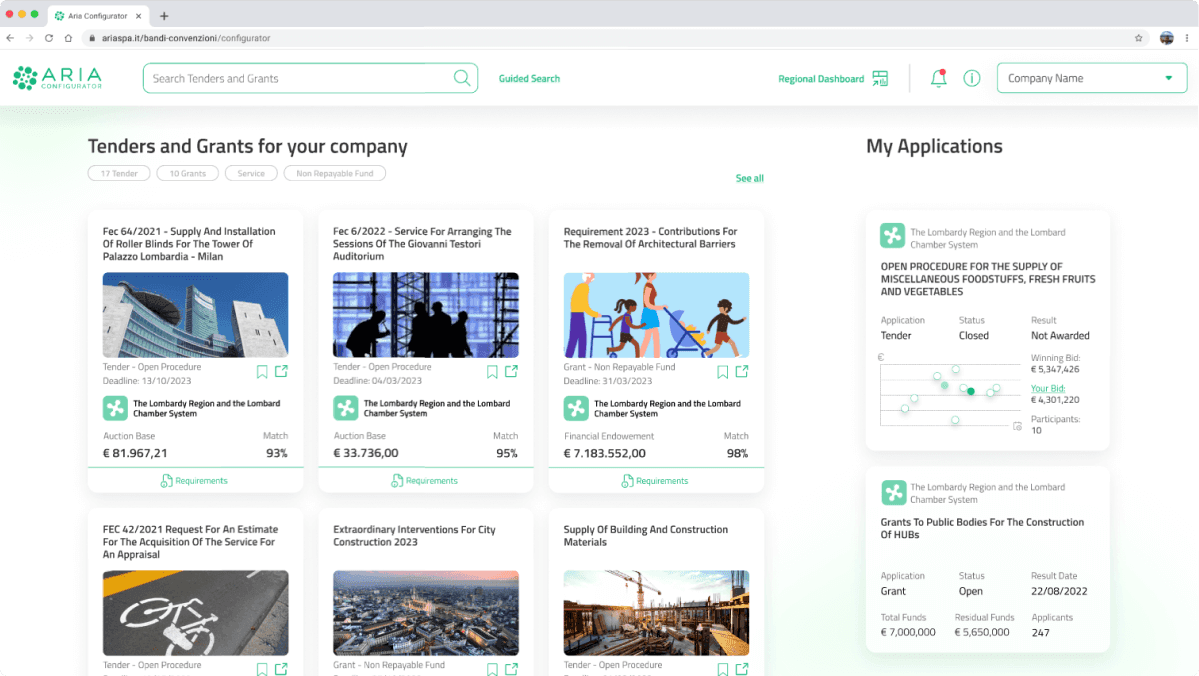 Aria Configurator
ariaspa.it/bandi-convenzioni/configurator
ARIA
CONFIGURATOR
Search Tenders and Grants
Guided Search
Regional Dashboard
Company Name
Tenders and Grants for your company
17 Tender
10 Grants
Service
Non Repayable Fund
See all
Fec 64/2021 - Supply And Installation
Of Roller Blinds For The Tower Of
Palazzo Lombardia - Milan
Tender - Open Procedure
Deadline: 13/10/2023
The Lombardy Region and the Lombard
Chamber System
Auction Base Match
€ 81.967,21 93%
Requirements
Fec 6/2022 - Service For Arranging The
Sessions Of The Giovanni Testori
Auditorium
Tender - Open Procedure
Deadline: 04/03/2023
The Lombardy Region and the Lombard
Chamber System
Auction Base Match
€ 33.736,00 95%
Requirements
Requirement 2023 - Contributions For
The Removal Of Architectural Barriers
Grant - Non Repayable Fund
Deadline: 31/03/2023
The Lombardy Region and the Lombard
Chamber System
Financial Endowement Match
€ 7.183.552,00 98%
Requirements
FEC 42/2021 Request For An Estimate
For The Acquisition Of The Service For
An Appraisal
Tender - Open Procedure
Extraordinary Interventions For City
Construction 2023
Grant - Non Repayable Fund
Supply Of Building And Construction
Materials
Tender - Open Procedure
My Applications
The Lombardy Region and the Lombard
Chamber System
OPEN PROCEDURE FOR THE SUPPLY OF
MISCELLANEOUS FOODSTUFFS, FRESH FRUITS
AND VEGETABLES
Application Status Result
Tender Closed Not Awarded
€
Winning Bid:
€ 5,347,426
Your Bid:
€ 4,301,220
Participants:
10
The Lombardy Region and the Lombard
Chamber System
Grants To Public Bodies For The Construction
Of HUBs
Application Status Result Date
Grant Open 22/08/2022
Total Funds Residual Funds Applicants
€ 7,000,000 € 5,650,000 247